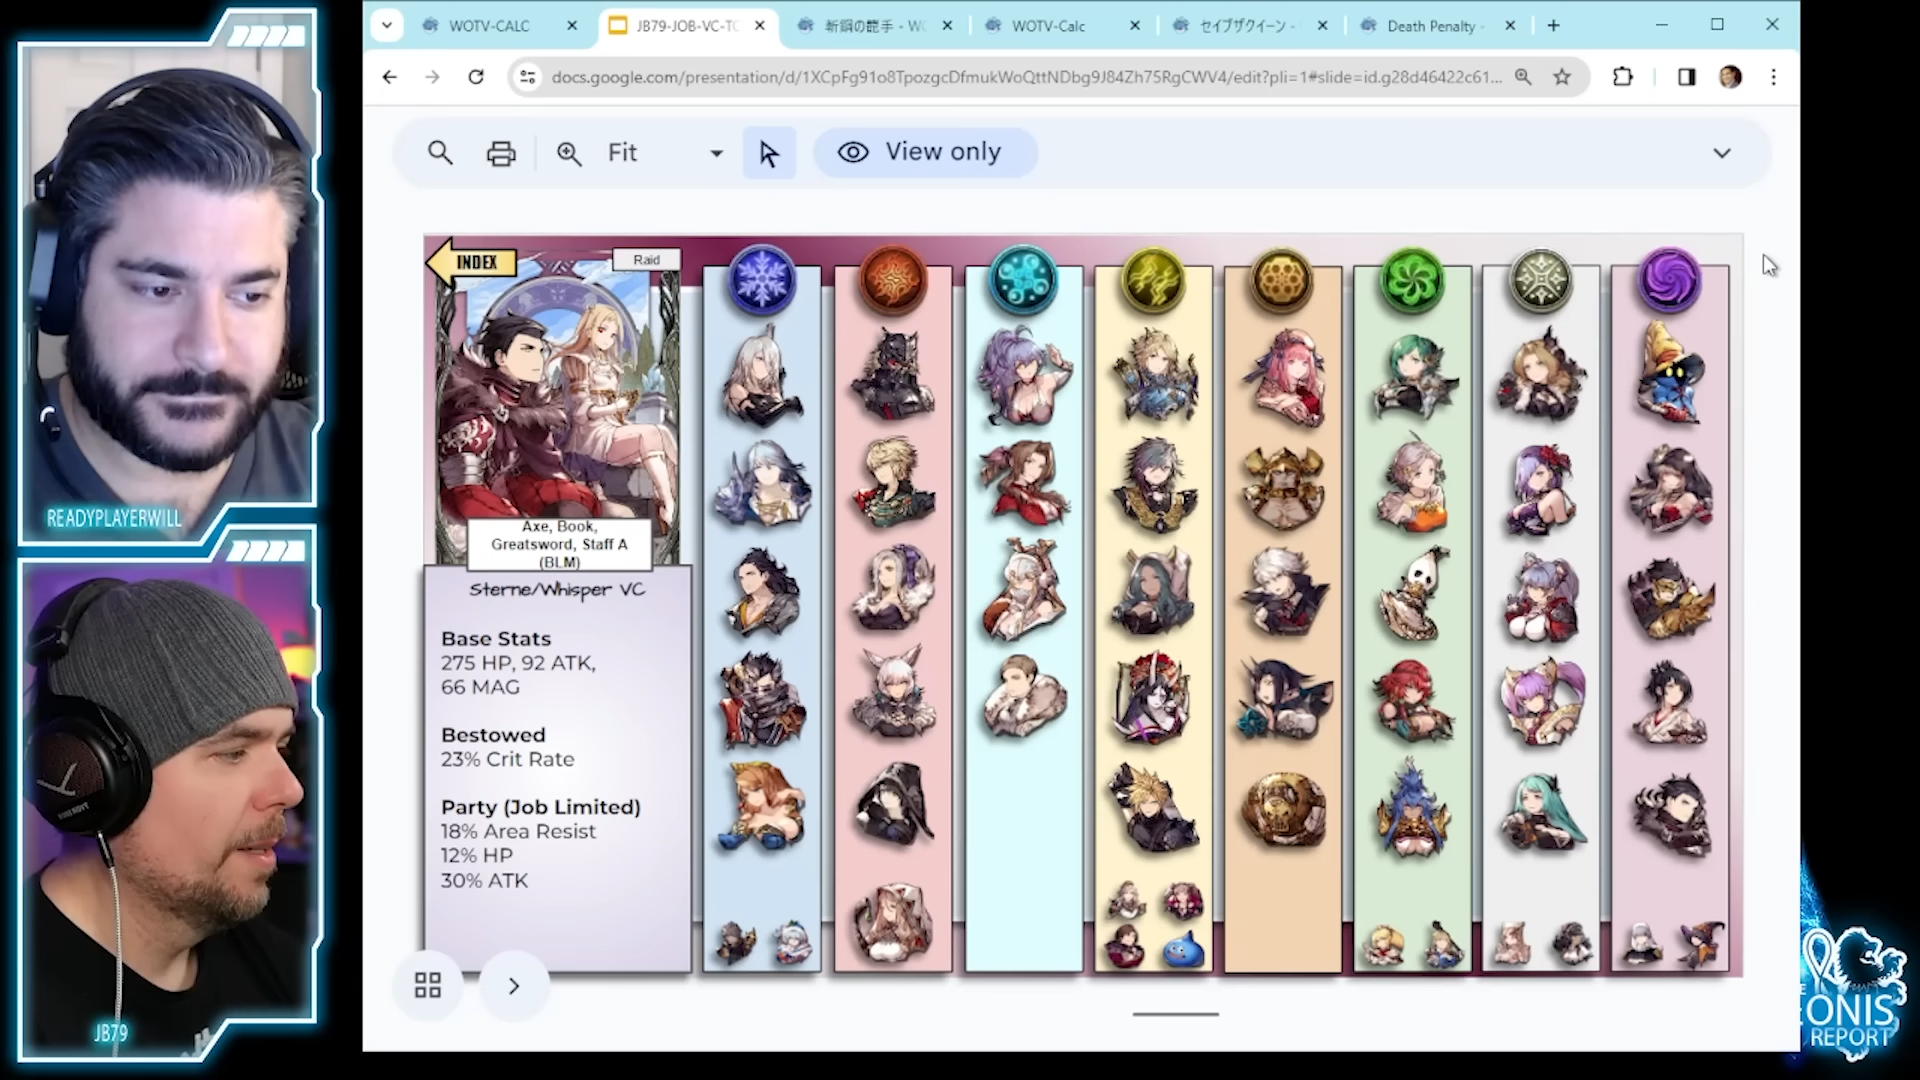 WOTV-CALC
JB79-JOB-VC-TO
斬鋼の籠手 - WO
WOTV-Calc
セイブザクイーン -
Death Penalty -
docs.google.com/presentation/d/1XCpFg91o8TpozgcDfmukWoQttNDbg9J84Zh75RgCWV4/edit?pli=1#slide=id.g28d46422c61...
Fit
View only
INDEX
Raid
Axe, Book,
Greatsword, Staff A
(BLM)
Sterne/Whisper VC
Base Stats
275 HP, 92 ATK,
66 MAG
Bestowed
23% Crit Rate
Party (Job Limited)
18% Area Resist
12% HP
30% ATK
READYPLAYERWILL
JB79
ONIS
REPORT